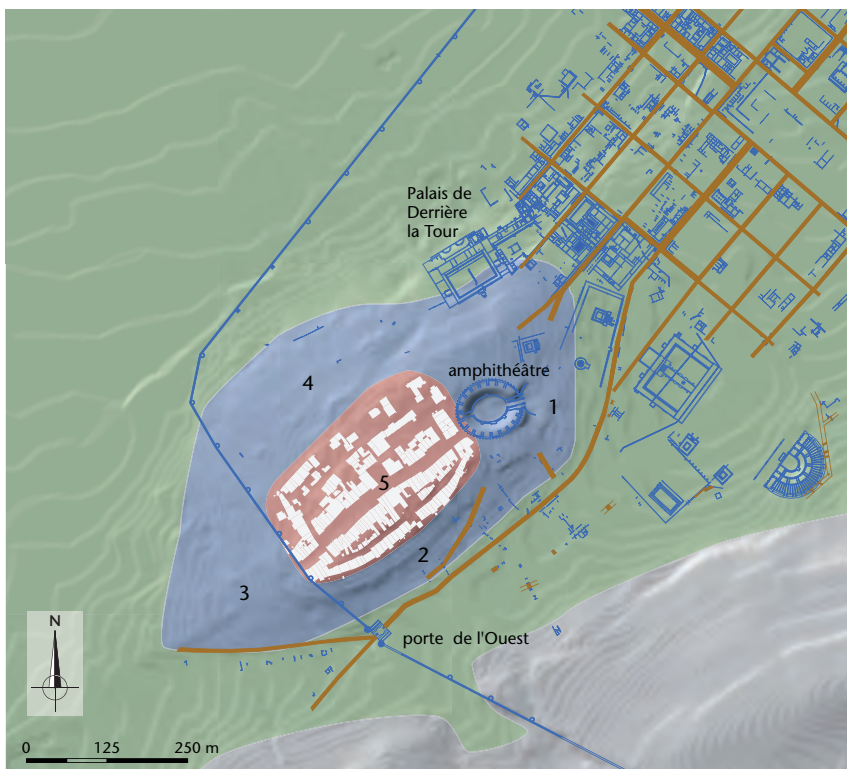 Palais de
Derrière
la Tour
amphithéâtre
4
1
5
2
3
porte de l'Ouest
N
0 125 250 m